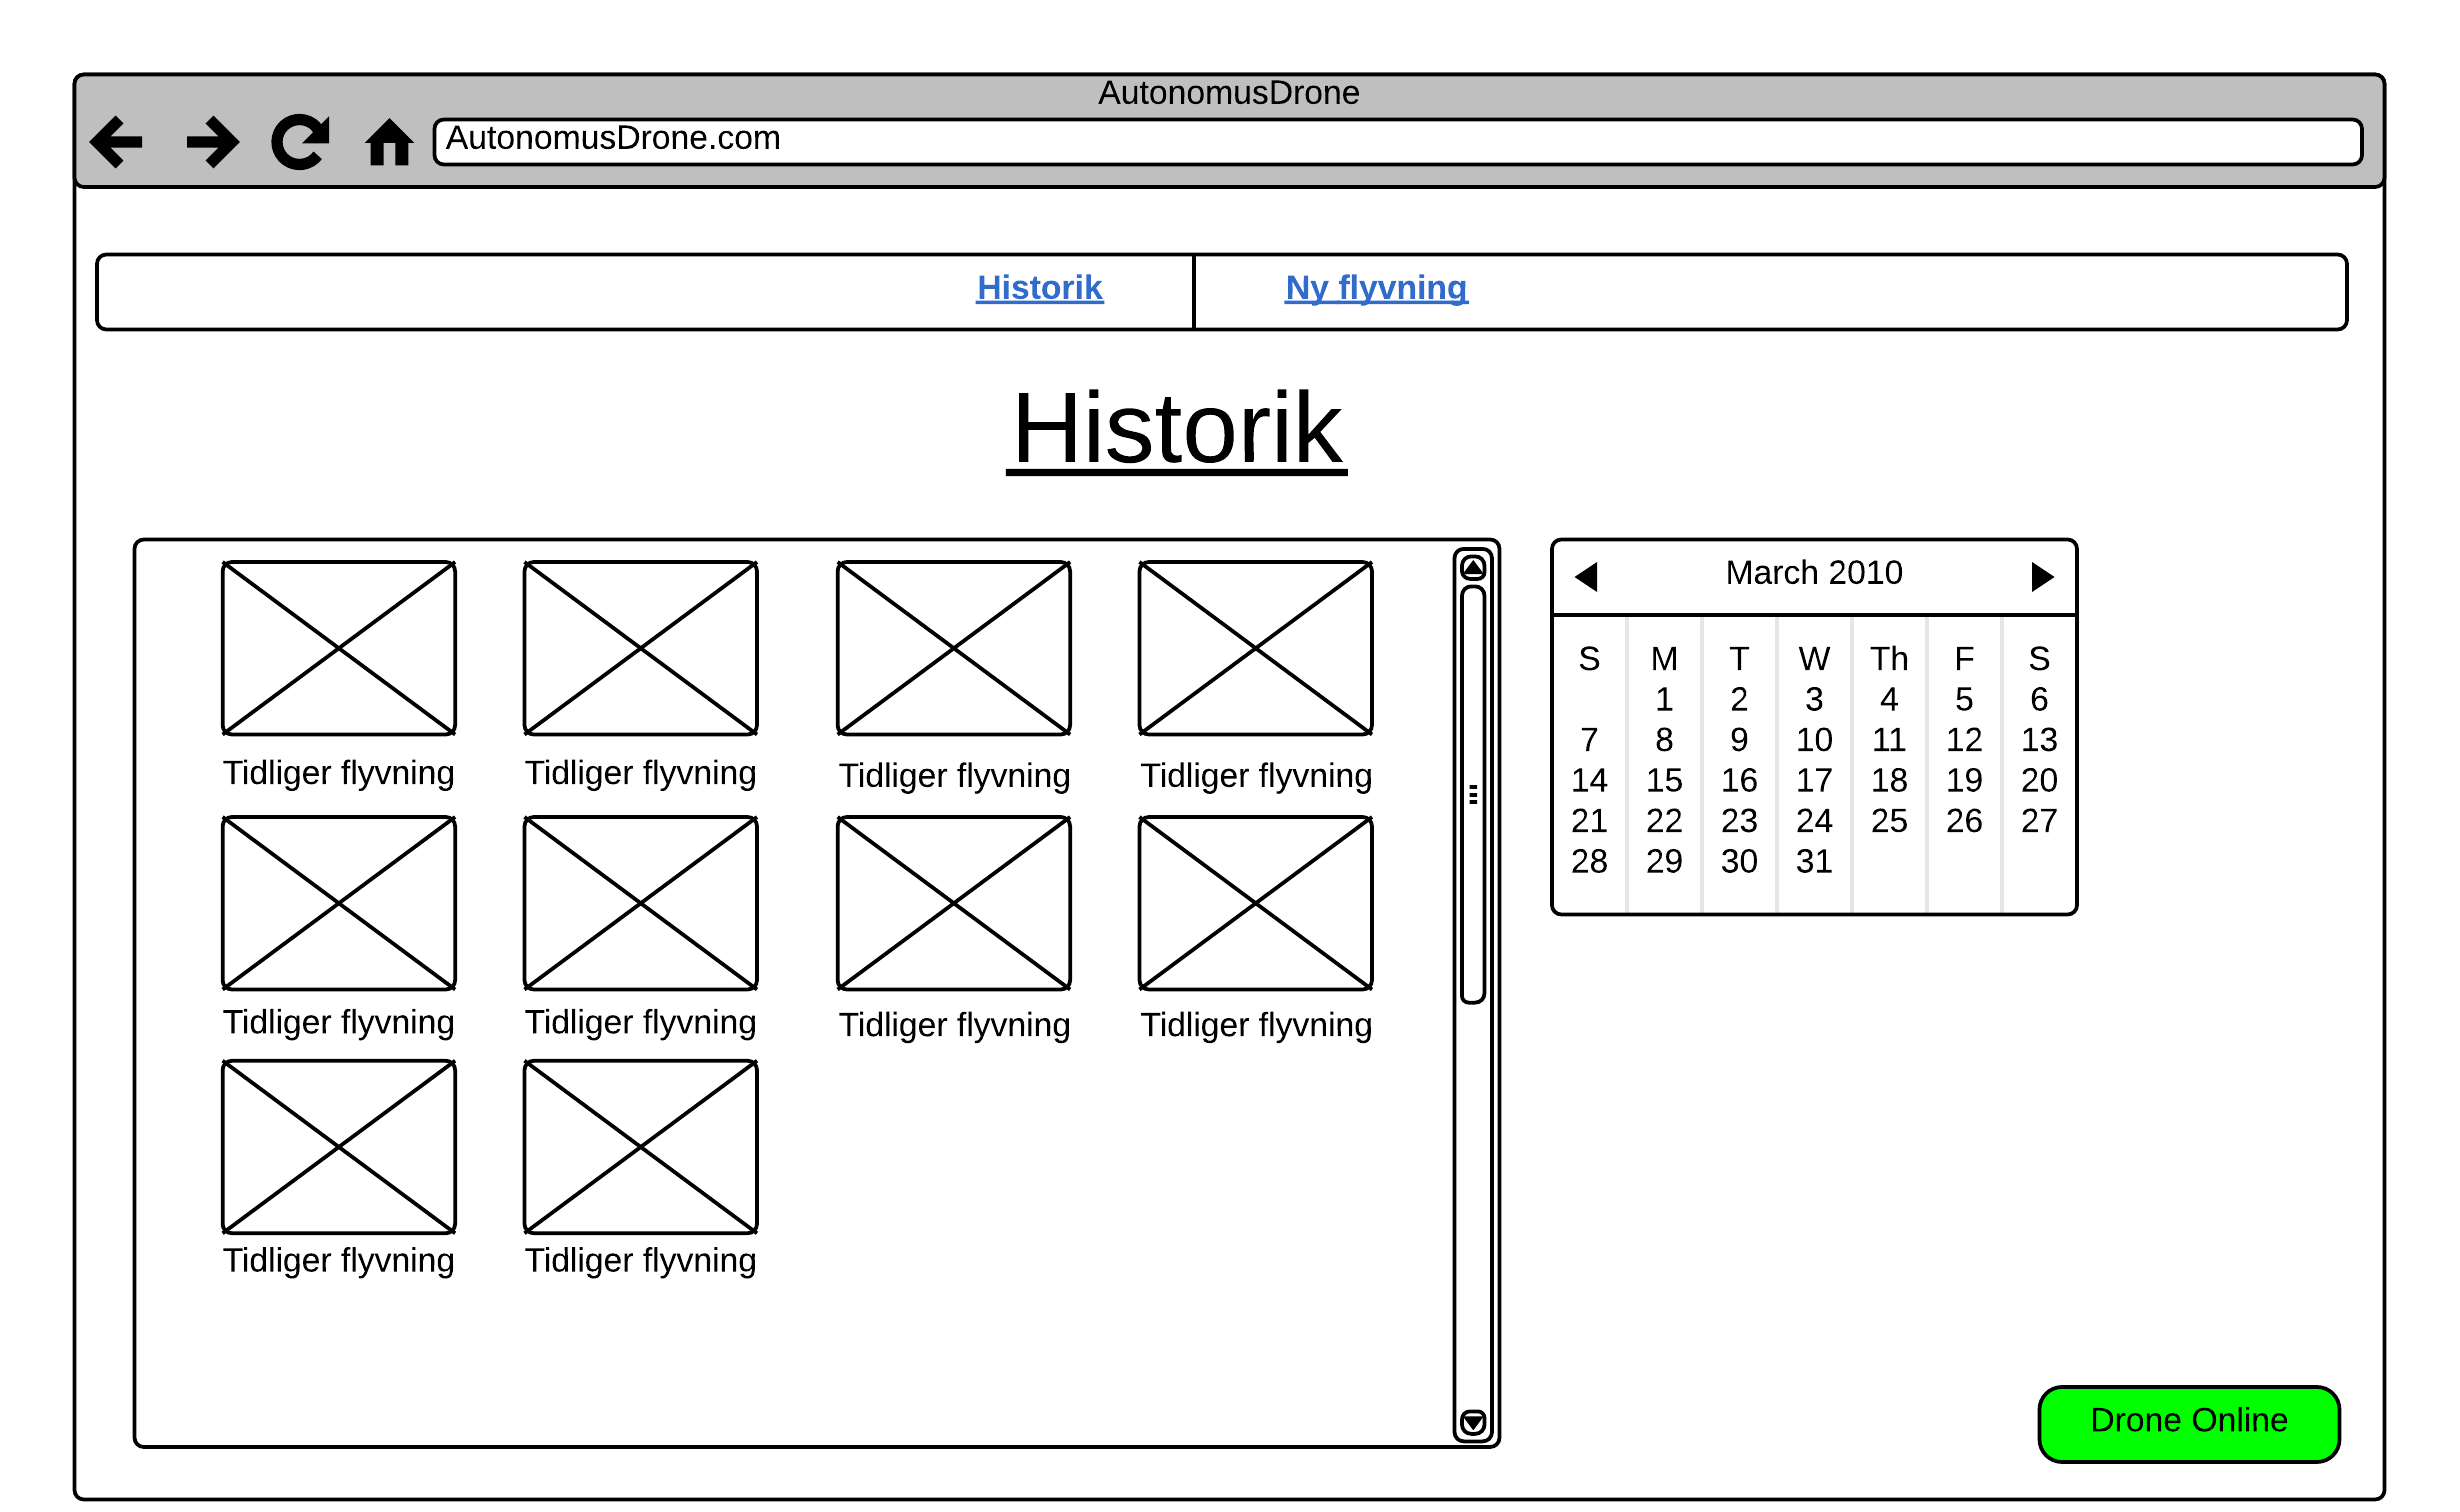 AutonomusDrone
AutonomusDrone.com
Historik
Ny flyvning
Historik
Tidliger flyvning
Tidliger flyvning
Tidliger flyvning
Tidliger flyvning
Tidliger flyvning
Tidliger flyvning
Tidliger flyvning
Tidliger flyvning
Tidliger flyvning
Tidliger flyvning
March 2010
S M T W Th F S
1 2 3 4 5 6
7 8 9 10 11 12 13
14 15 16 17 18 19 20
21 22 23 24 25 26 27
28 29 30 31
Drone Online